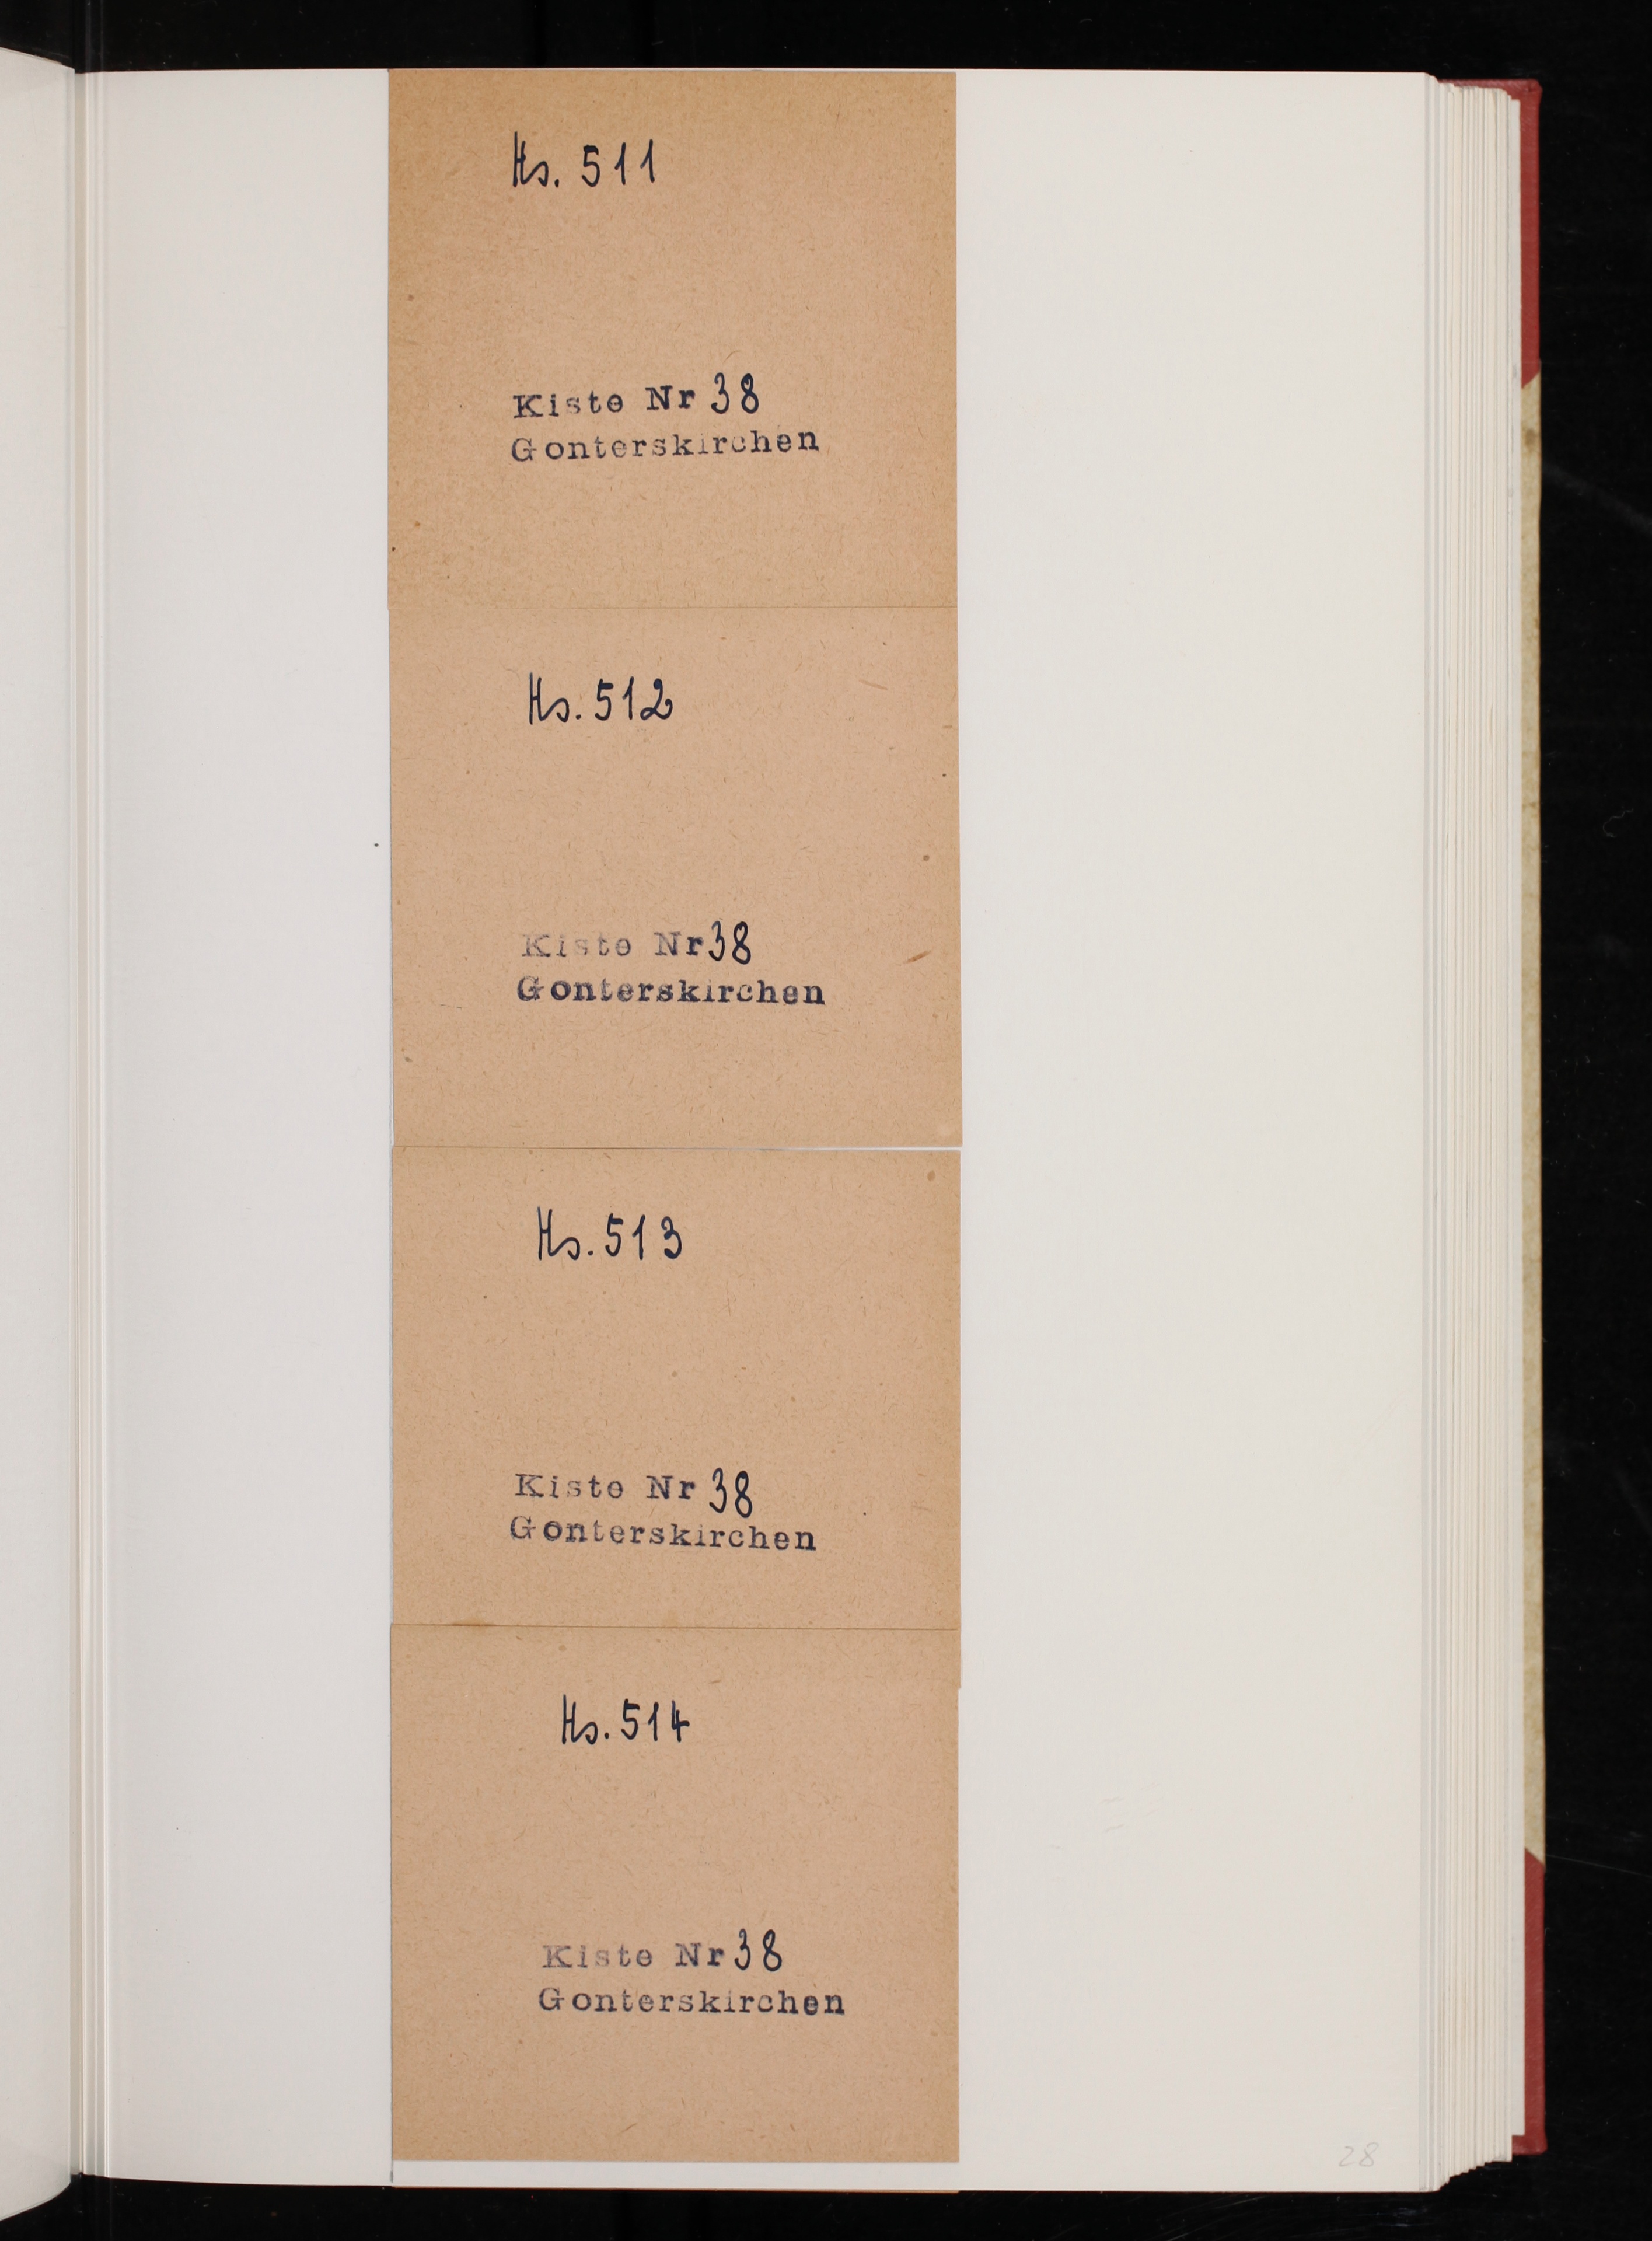 Hs. 511
Kiste Nr 38
Gonterskirchen
Hs. 512
Kiste Nr 38
Gonterskirchen
Hs. 513
Kiste Nr 38
Gonterskirchen
Hs. 514
Kiste Nr 38
Gonterskirchen
28